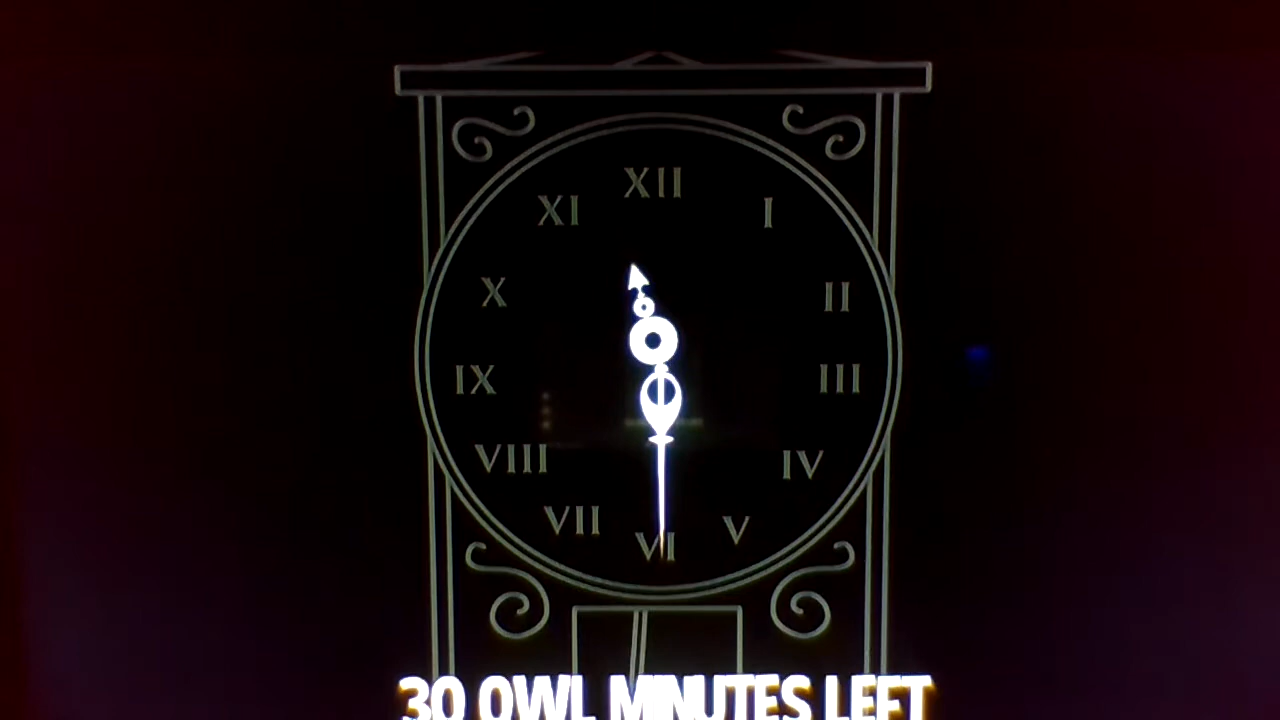 XII
XI I
X II
IX III
VIII IV
VII V
VI
30 OWL MINUTES LEFT